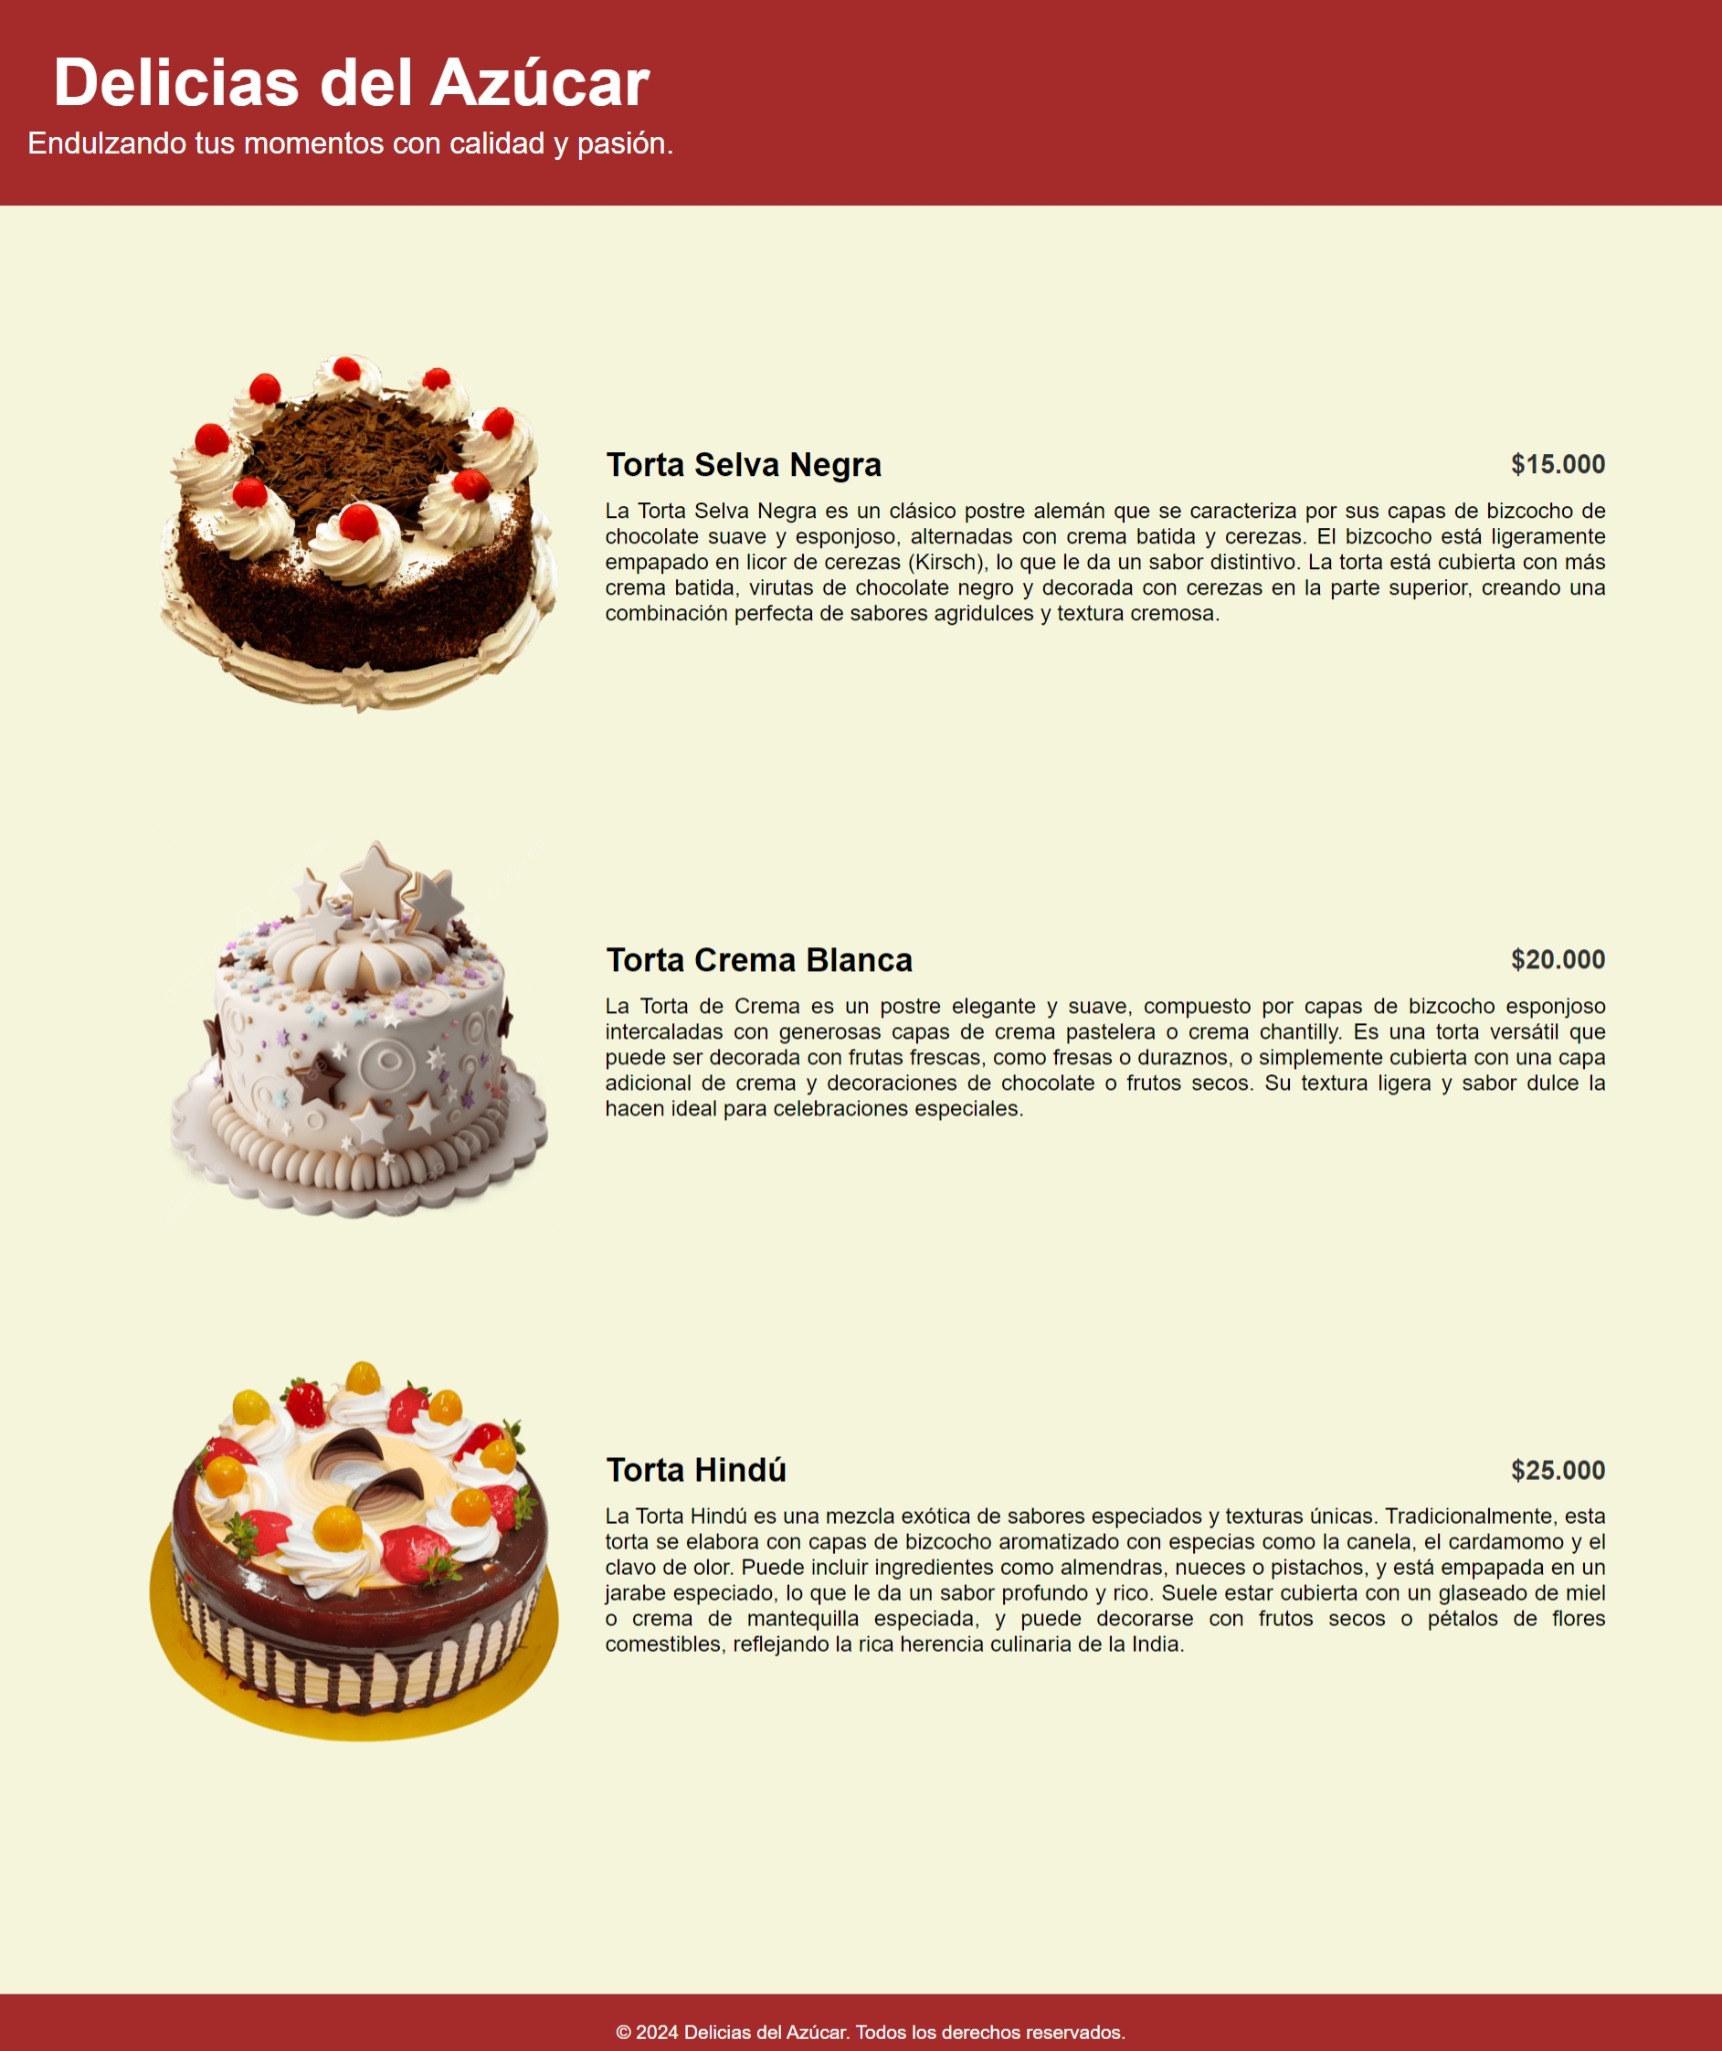 Delicias del Azúcar
Endulzando tus momentos con calidad y pasión.
Torta Selva Negra
$15.000
La Torta Selva Negra es un clásico postre alemán que se caracteriza por sus capas de bizcocho de
chocolate suave y esponjoso, alternadas con crema batida y cerezas. El bizcocho está ligeramente
empapado en licor de cerezas (Kirsch), lo que le da un sabor distintivo. La torta está cubierta con más
crema batida, virutas de chocolate negro y decorada con cerezas en la parte superior, creando una
combinación perfecta de sabores agridulces y textura cremosa.
Torta Crema Blanca
$20.000
La Torta de Crema es un postre elegante y suave, compuesto por capas de bizcocho esponjoso
intercaladas con generosas capas de crema pastelera o crema chantilly. Es una torta versátil que
puede ser decorada con frutas frescas, como fresas o duraznos, o simplemente cubierta con una capa
adicional de crema y decoraciones de chocolate o frutos secos. Su textura ligera y sabor dulce la
hacen ideal para celebraciones especiales.
Torta Hindú
$25.000
La Torta Hindú es una mezcla exótica de sabores especiados y texturas únicas. Tradicionalmente, esta
torta se elabora con capas de bizcocho aromatizado con especias como la canela, el cardamomo y el
clavo de olor. Puede incluir ingredientes como almendras, nueces o pistachos, y está empapada en un
jarabe especiado, lo que le da un sabor profundo y rico. Suele estar cubierta con un glaseado de miel
o crema de mantequilla especiada, y puede decorarse con frutos secos o pétalos de flores
comestibles, reflejando la rica herencia culinaria de la India.
© 2024 Delicias del Azúcar. Todos los derechos reservados.